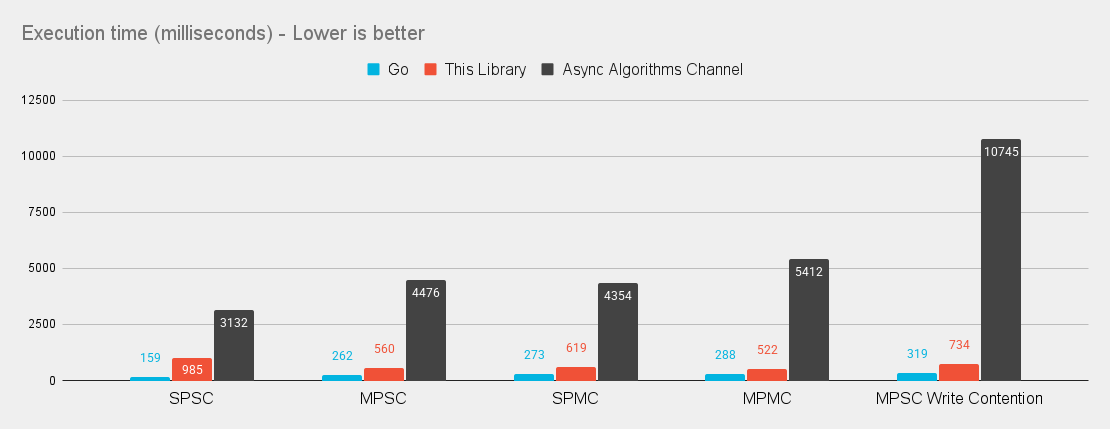 Execution time (milliseconds) - Lower is better
Go This Library Async Algorithms Channel
12500
10000
7500
5000
2500
0
159 985 3132
262 560 4476
273 619 4354
288 522 5412
319 734 10745
SPSC MPSC SPMC MPMC MPSC Write Contention